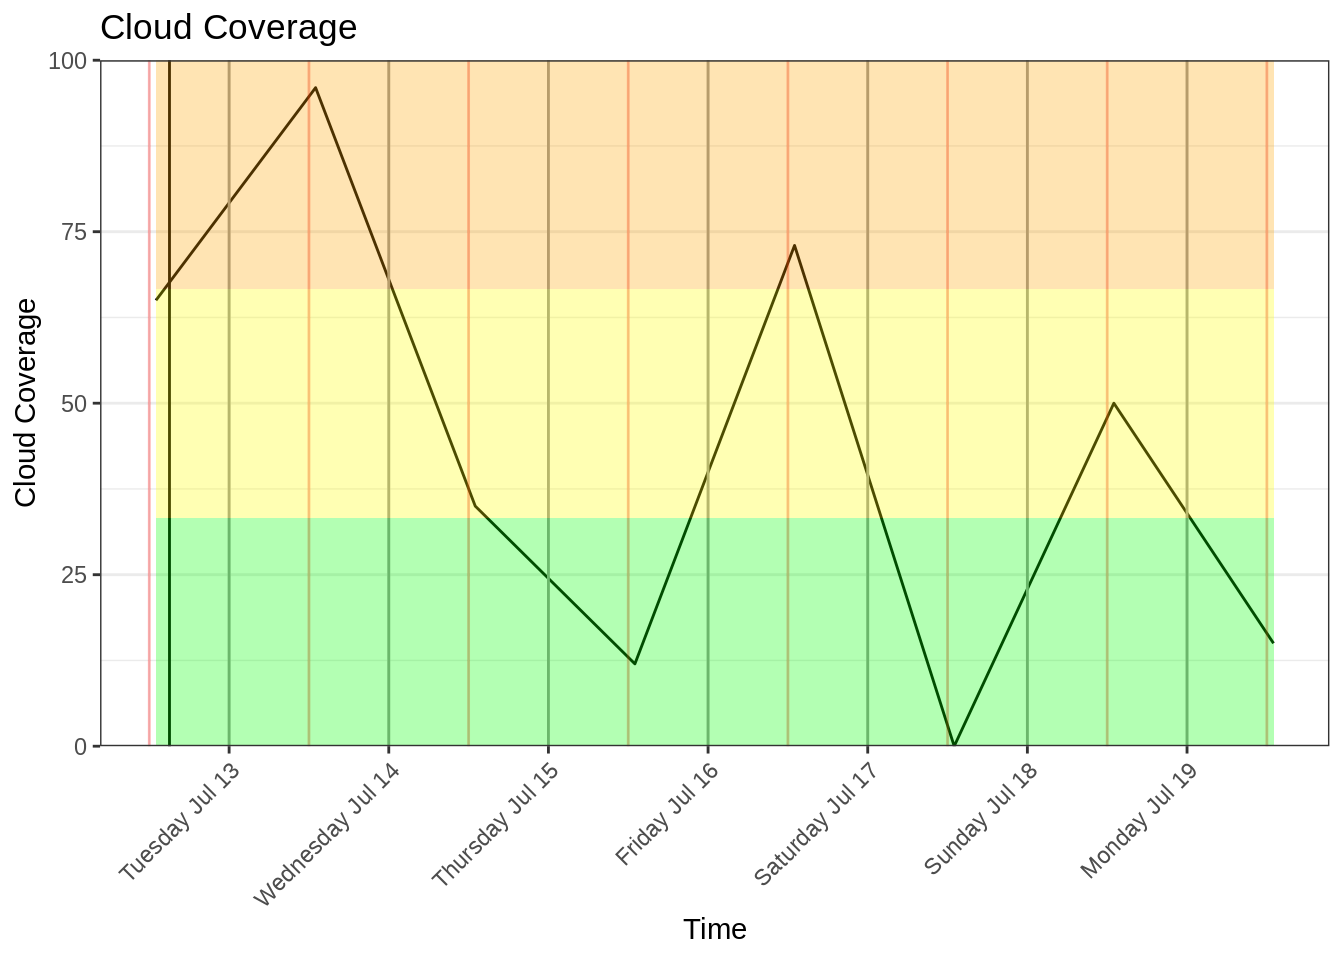 Cloud Coverage
100
75
50
25
0
Cloud Coverage
Tuesday Jul 13
Wednesday Jul 14
Thursday Jul 15
Friday Jul 16
Saturday Jul 17
Sunday Jul 18
Monday Jul 19
Time